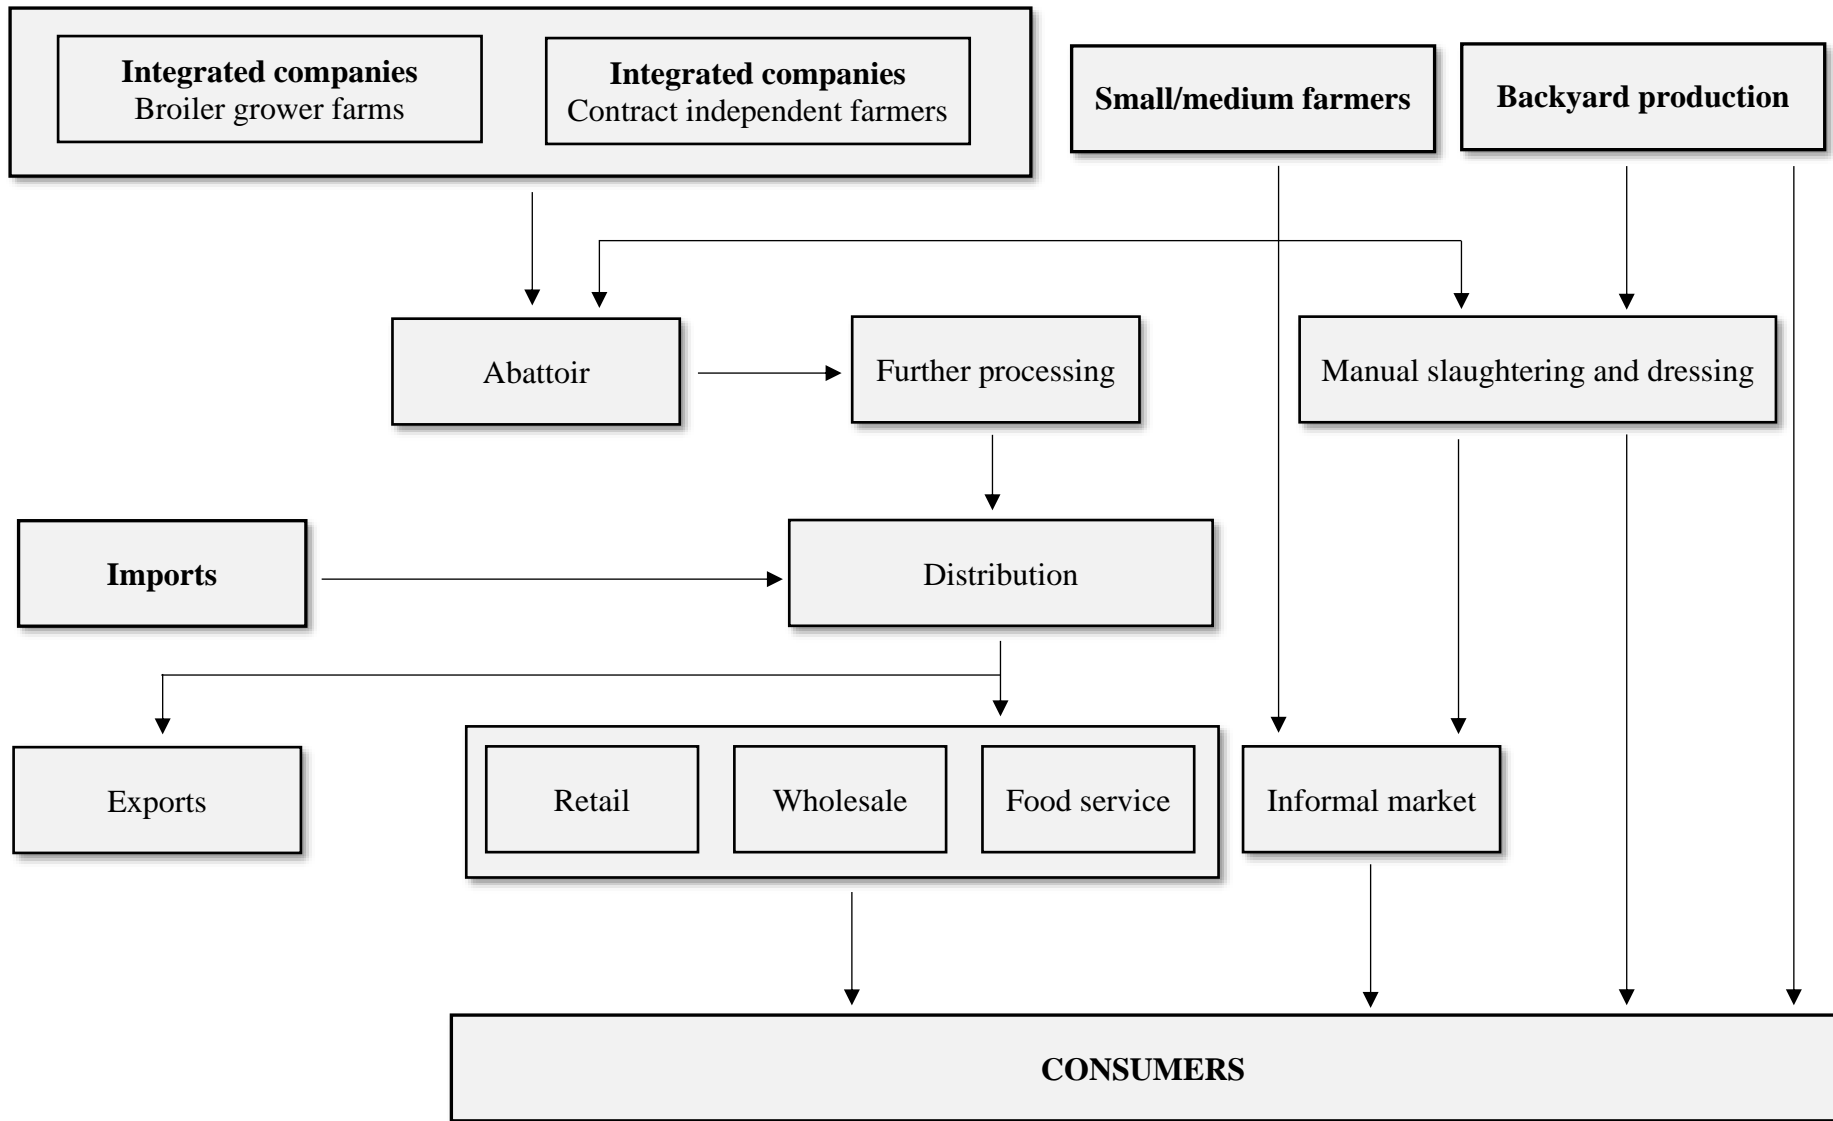 Integrated companies
Broiler grower farms
Integrated companies
Contract independent farmers
Small/medium farmers
Backyard production
Abattoir
Further processing
Manual slaughtering and dressing
Imports
Distribution
Exports
Retail
Wholesale
Food service
Informal market
CONSUMERS